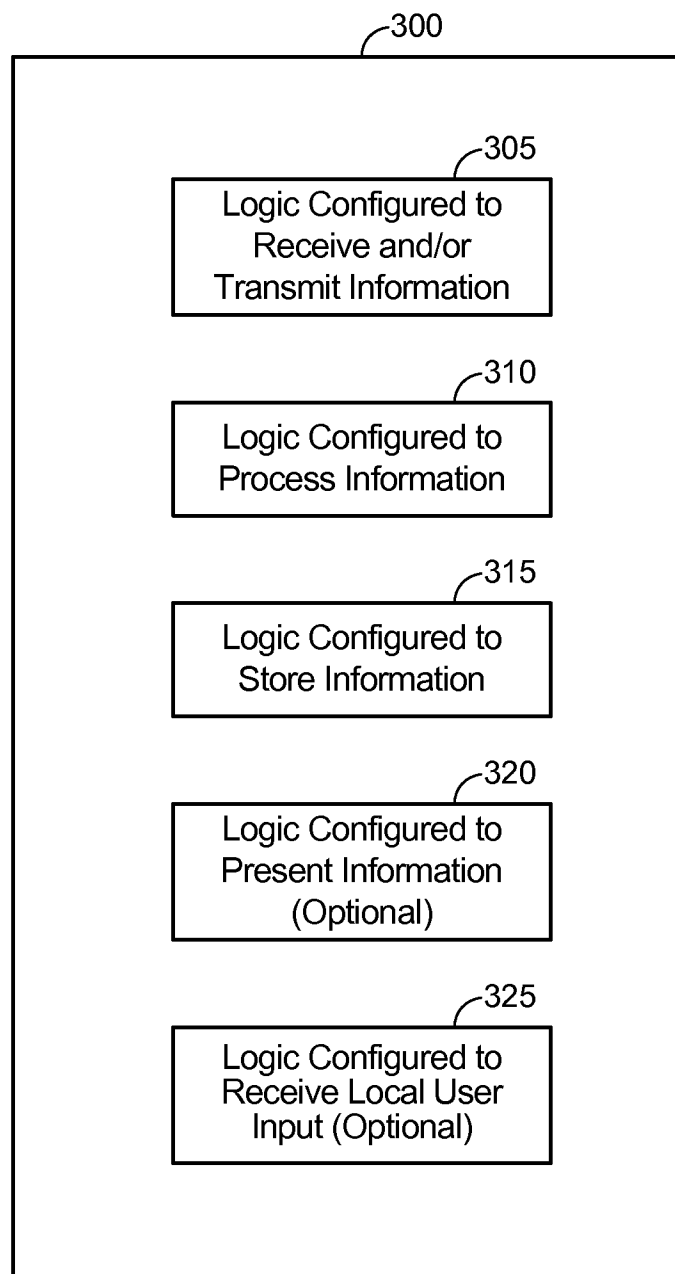 300
305
Logic Configured to
Receive and/or
Transmit Information
310
Logic Configured to
Process Information
315
Logic Configured to
Store Information
320
Logic Configured to
Present Information
(Optional)
325
Logic Configured to
Receive Local User
Input (Optional)